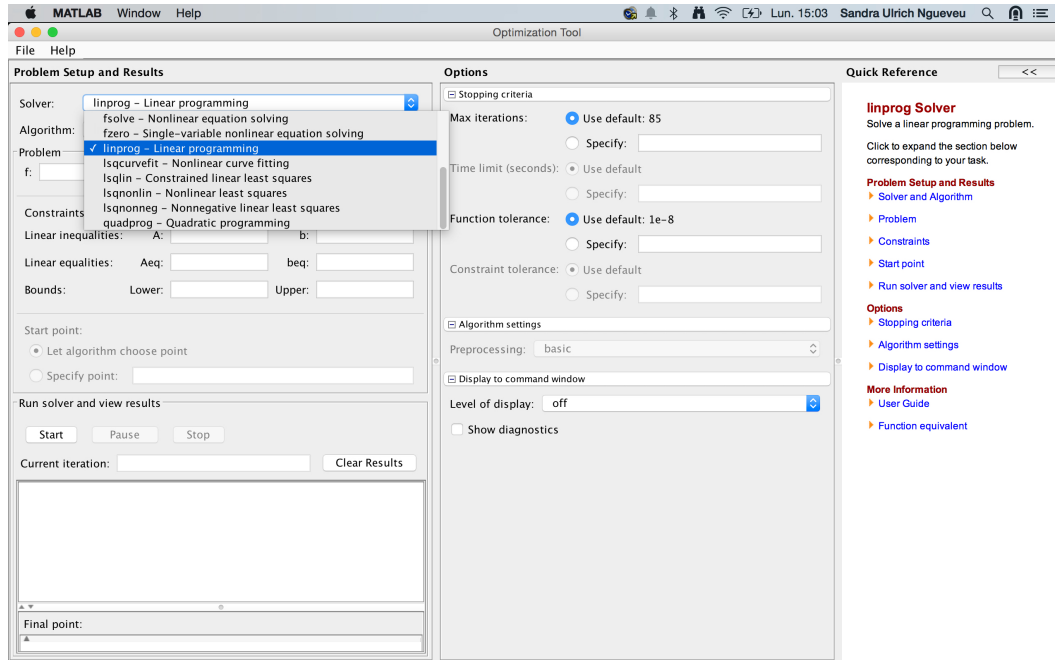 MATLAB Window Help Lun. 15:03 Sandra Ulrich Ngueveu
Optimization Tool
File Help
Problem Setup and Results
Solver: linprog – Linear programming
fsolve – Nonlinear equation solving
Algorithm:
fzero – Single-variable nonlinear equation solving
Problem
✓ linprog – Linear programming
lsqcurvefit – Nonlinear curve fitting
f:
lsqlin – Constrained linear least squares
lsqnonlin – Nonlinear least squares
lsqnonneg – Nonnegative linear least squares
Constraints
quadprog – Quadratic programming
Linear inequalities: A: b:
Linear equalities: Aeq: beq:
Bounds: Lower: Upper:
Start point:
Let algorithm choose point
Specify point:
Run solver and view results
Start Pause Stop
Current iteration: Clear Results
Final point:
Options
Stopping criteria
Max iterations: Use default: 85
Specify:
Time limit (seconds): Use default
Specify:
Function tolerance: Use default: 1e-8
Specify:
Constraint tolerance: Use default
Specify:
Algorithm settings
Preprocessing: basic
Display to command window
Level of display: off
Show diagnostics
Quick Reference <<
linprog Solver
Solve a linear programming problem.
Click to expand the section below
corresponding to your task.
Problem Setup and Results
Solver and Algorithm
Problem
Constraints
Start point
Run solver and view results
Options
Stopping criteria
Algorithm settings
Display to command window
More Information
User Guide
Function equivalent